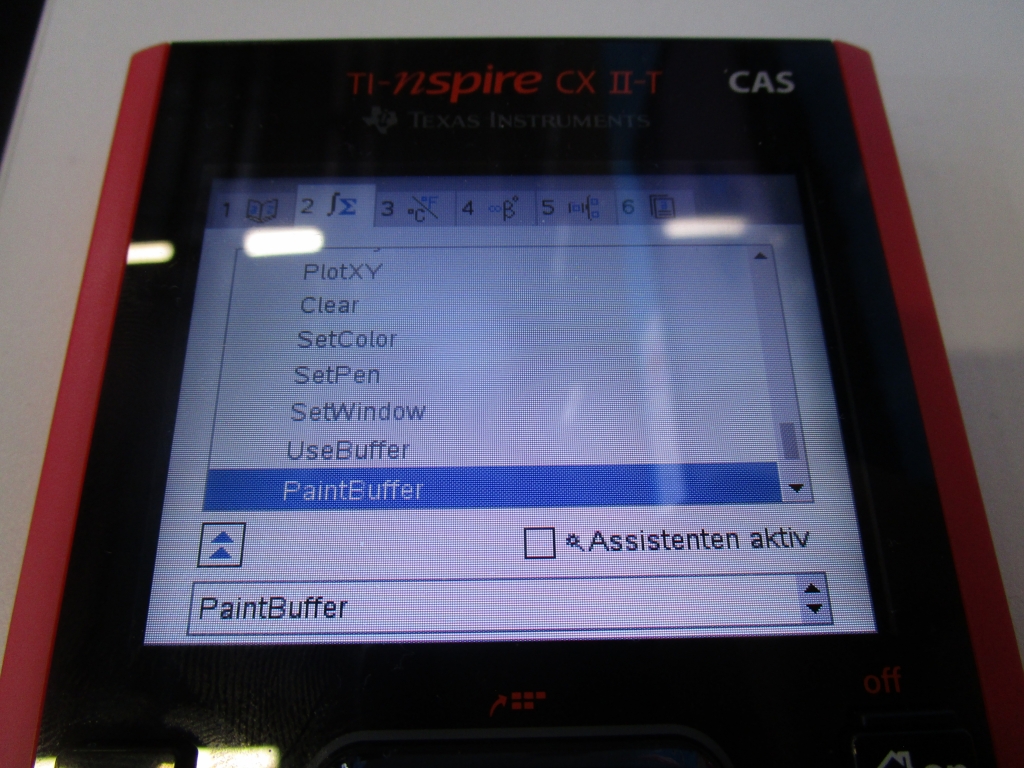 TI-nspire CX II-T CAS
TEXAS INSTRUMENTS
1 2 ∫Σ 3 °C °F 4 ∞β° 5 6
PlotXY
Clear
SetColor
SetPen
SetWindow
UseBuffer
PaintBuffer
Assistenten aktiv
PaintBuffer
off
on